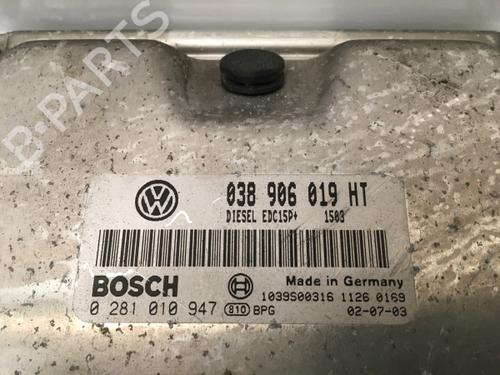 B-PARTS
038 906 019 HT
DIESEL EDC15P+ 1503
BOSCH
Made in Germany
1039S00316 1126 0169
0 281 010 947 810 BPG 02-07-03